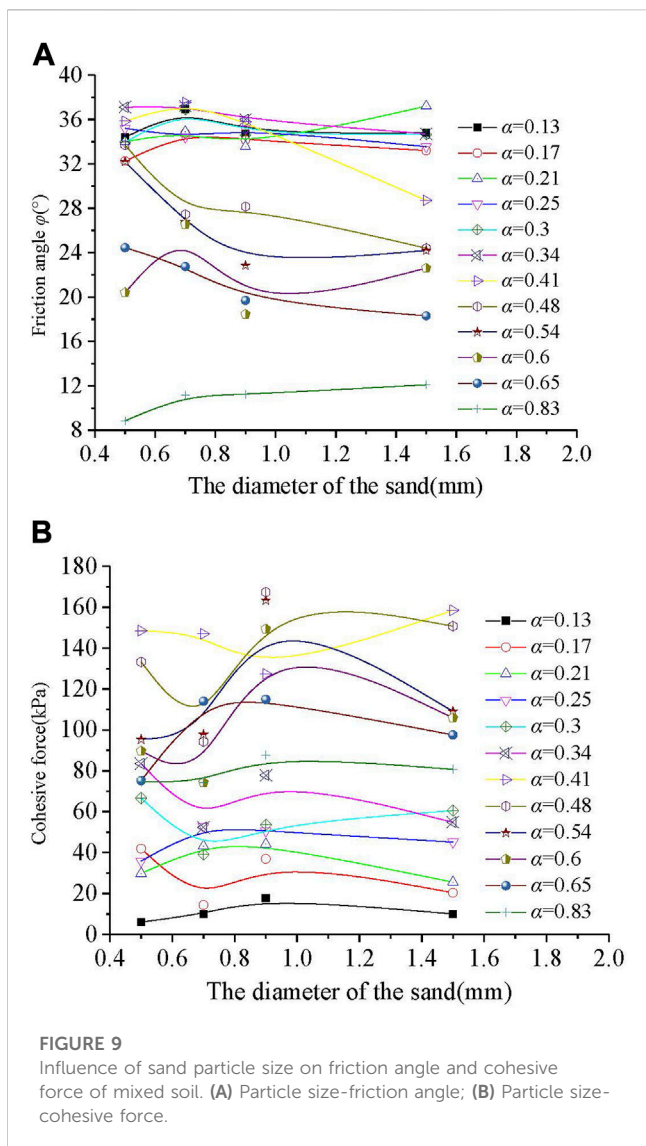 A
40
36
32
28
24
20
16
12
8
Friction angle φ(°)
0.4 0.6 0.8 1.0 1.2 1.4 1.6 1.8 2.0
The diameter of the sand(mm)
α=0.13
α=0.17
α=0.21
α=0.25
α=0.3
α=0.34
α=0.41
α=0.48
α=0.54
α=0.6
α=0.65
α=0.83
B
180
160
140
120
100
80
60
40
20
0
Cohesive force(kPa)
0.4 0.6 0.8 1.0 1.2 1.4 1.6 1.8 2.0
The diameter of the sand(mm)
α=0.13
α=0.17
α=0.21
α=0.25
α=0.3
α=0.34
α=0.41
α=0.48
α=0.54
α=0.6
α=0.65
α=0.83
FIGURE 9
Influence of sand particle size on friction angle and cohesive
force of mixed soil. (A) Particle size-friction angle; (B) Particle size-
cohesive force.